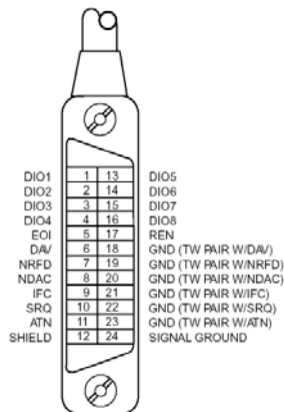 DIO1 1 13 DIO5
DIO2 2 14 DIO6
DIO3 3 15 DIO7
DIO4 4 16 DIO8
EOI 5 17 REN
DAV 6 18 GND (TW PAIR W/DAV)
NRFD 7 19 GND (TW PAIR W/NRFD)
NDAC 8 20 GND (TW PAIR W/NDAC)
IFC 9 21 GND (TW PAIR W/IFC)
SRQ 10 22 GND (TW PAIR W/SRQ)
ATN 11 23 GND (TW PAIR W/ATN)
SHIELD 12 24 SIGNAL GROUND